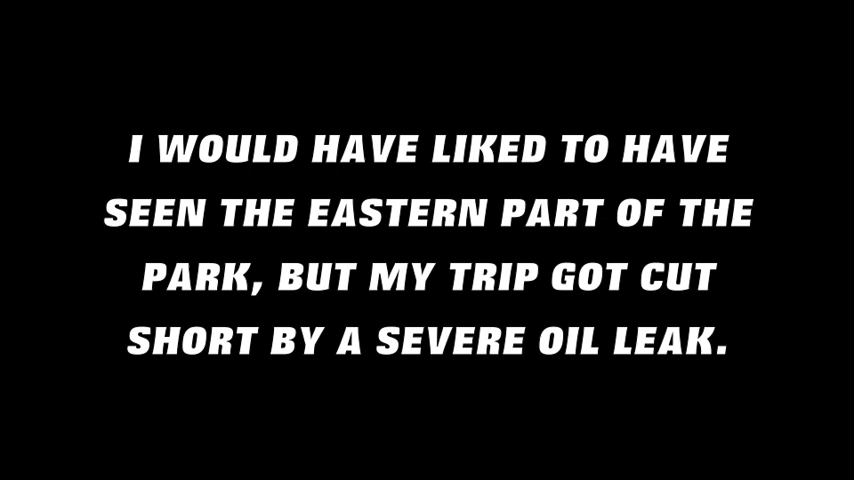 I WOULD HAVE LIKED TO HAVE
SEEN THE EASTERN PART OF THE
PARK, BUT MY TRIP GOT CUT
SHORT BY A SEVERE OIL LEAK.